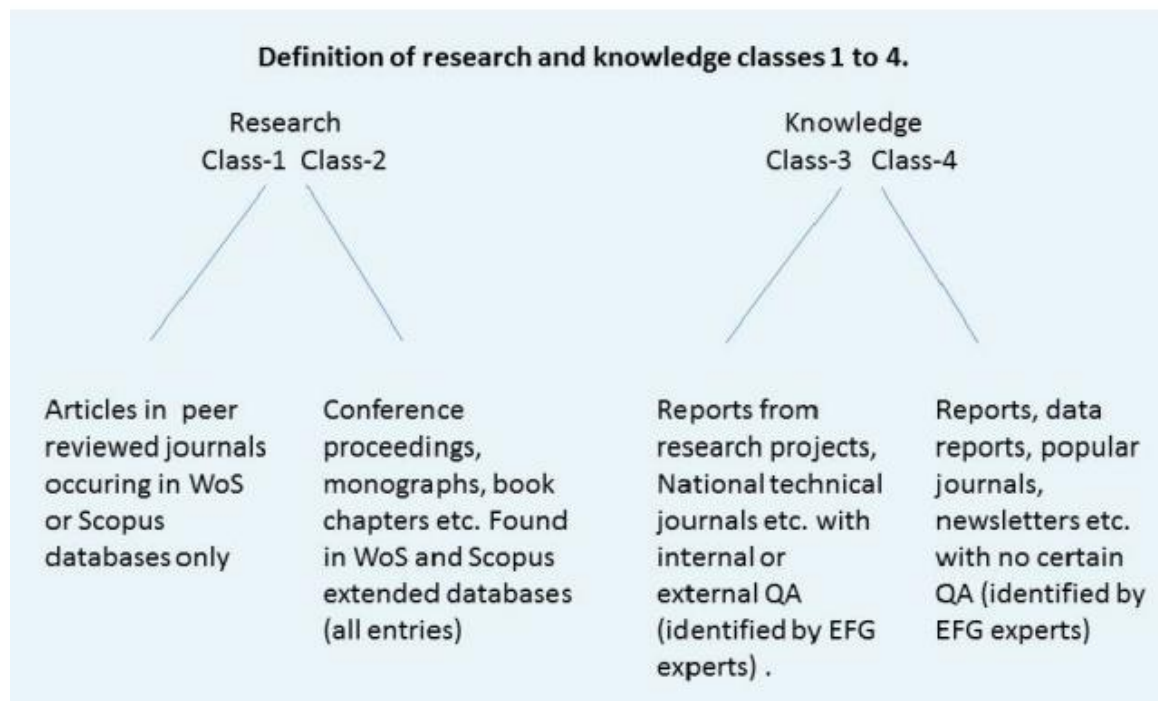 Definition of research and knowledge classes 1 to 4.
Research
Class-1 Class-2
Knowledge
Class-3 Class-4
Articles in peer
reviewed journals
occuring in WoS
or Scopus
databases only
Conference
proceedings,
monographs, book
chapters etc. Found
in WoS and Scopus
extended databases
(all entries)
Reports from
research projects,
National technical
journals etc. with
internal or
external QA
(identified by EFG
experts) .
Reports, data
reports, popular
journals,
newsletters etc.
with no certain
QA (identified by
EFG experts)